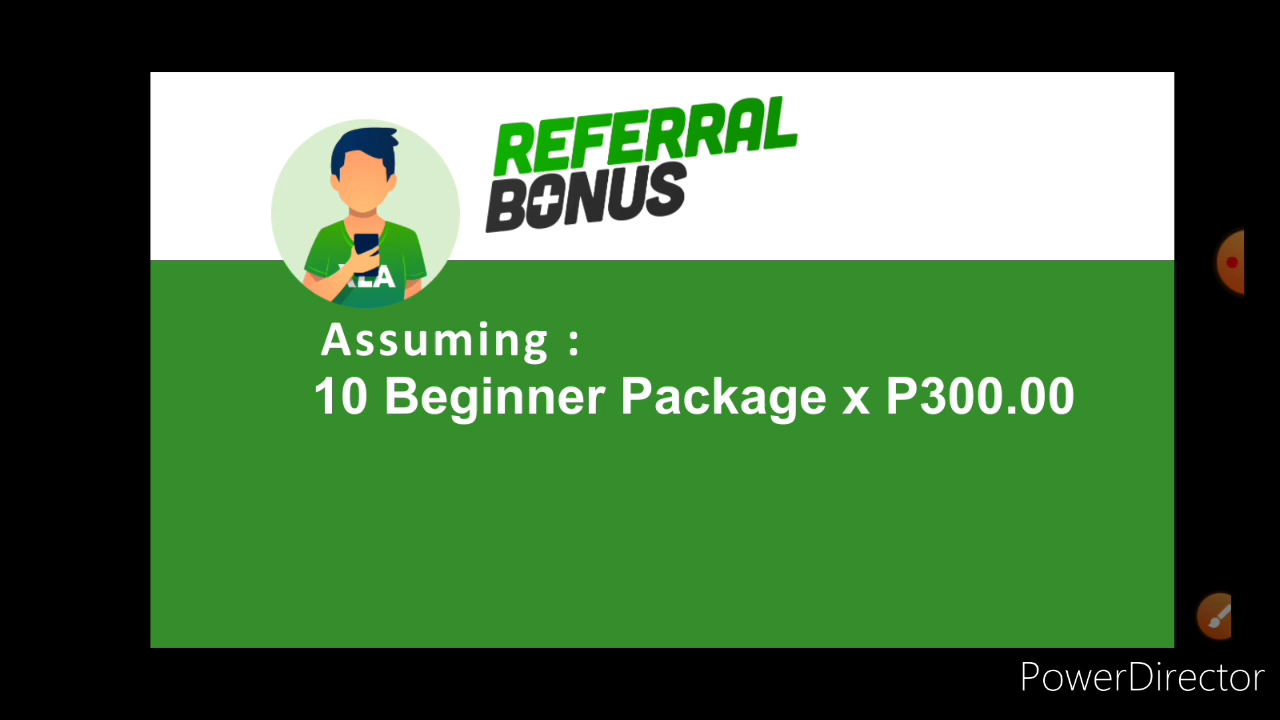 REFERRAL
BONUS
Assuming :
10 Beginner Package x P300.00
PowerDirector